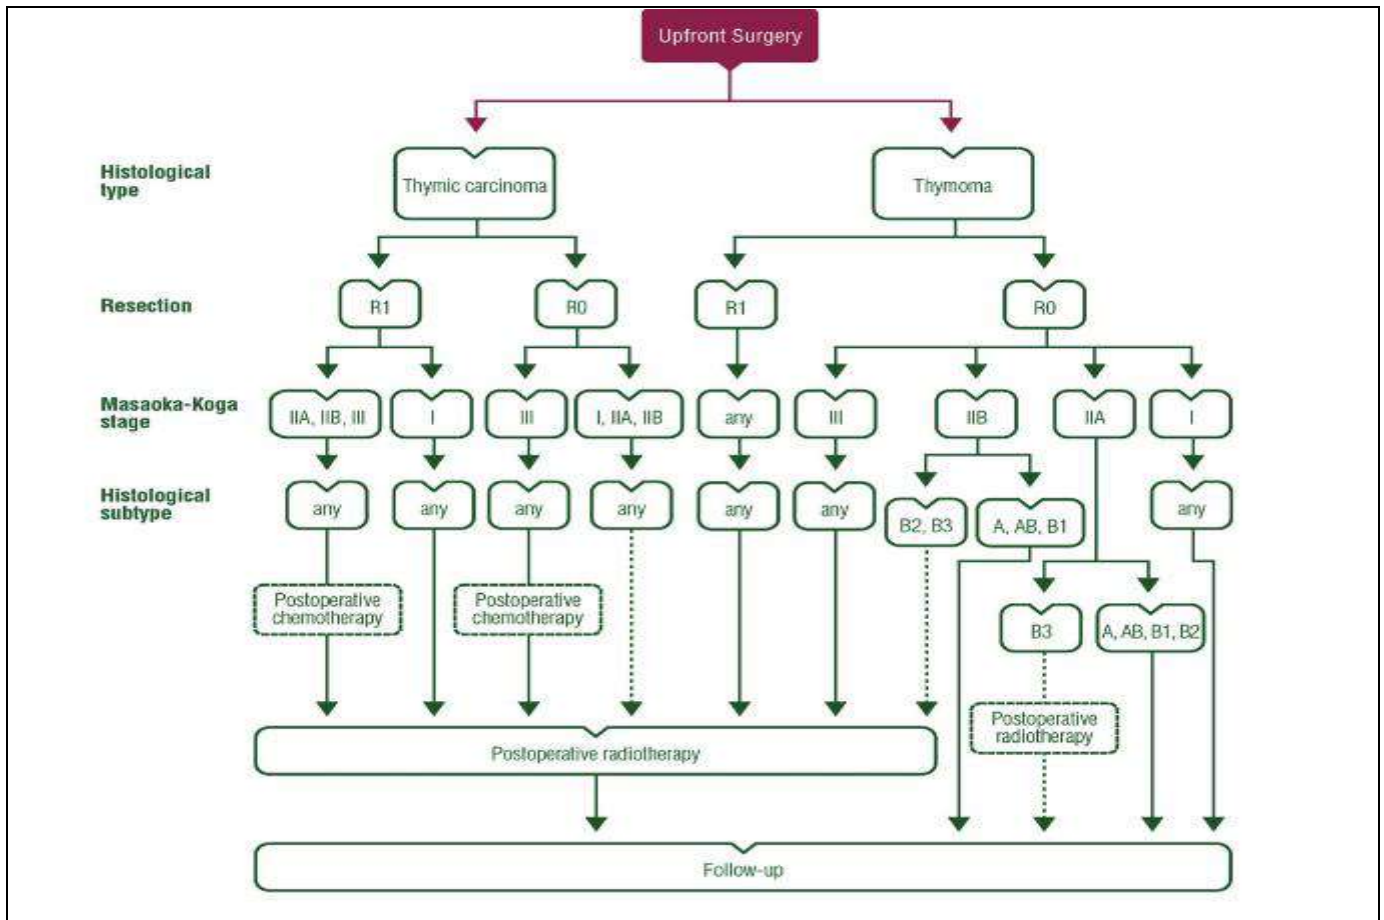 Upfront Surgery
Histological
type
Thymic carcinoma
Thymoma
Resection
R1
R0
R1
R0
Masaoka-Koga
stage
IIA, IIB, III
I
III
I, IIA, IIB
any
III
IIB
IIA
I
Histological
subtype
any
any
any
any
any
any
B2, B3
A, AB, B1
any
Postoperative
chemotherapy
Postoperative
chemotherapy
B3
A, AB, B1, B2
Postoperative
radiotherapy
Postoperative radiotherapy
Follow-up